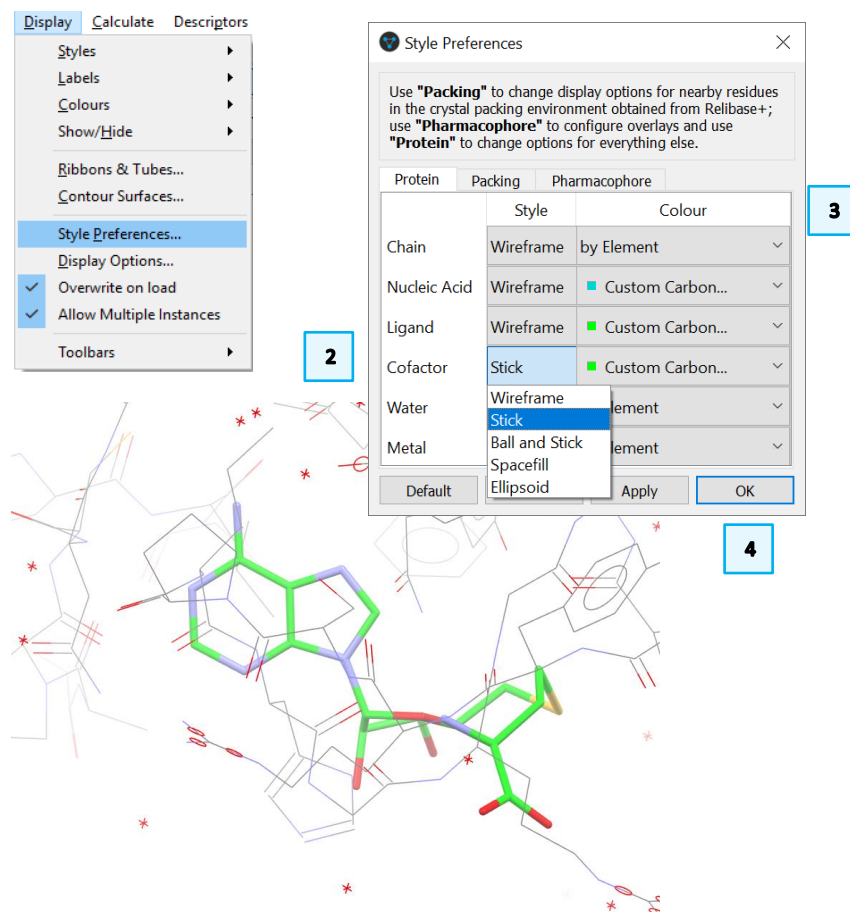 Display Calculate Descriptors
Styles
Labels
Colours
Show/Hide
Ribbons & Tubes...
Contour Surfaces...
Style Preferences...
Display Options...
Overwrite on load
Allow Multiple Instances
Toolbars
2
Style Preferences
Use "Packing" to change display options for nearby residues
in the crystal packing environment obtained from Relibase+;
use "Pharmacophore" to configure overlays and use
"Protein" to change options for everything else.
Protein Packing Pharmacophore
Style Colour
Chain Wireframe by Element
Nucleic Acid Wireframe Custom Carbon...
Ligand Wireframe Custom Carbon...
Cofactor Stick Custom Carbon...
Water
Metal
Wireframe
Stick
Ball and Stick
Spacefill
Ellipsoid
Default Apply OK
3
4